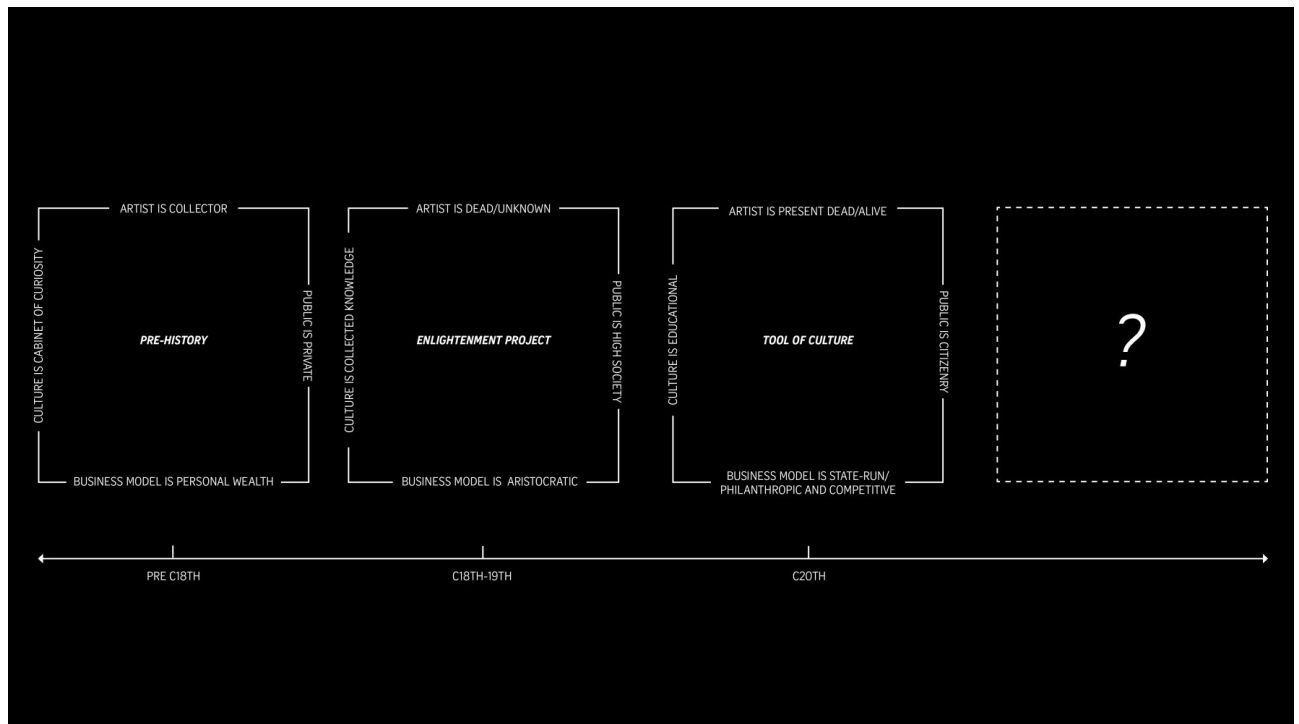 ARTIST IS COLLECTOR
CULTURE IS CABINET OF CURIOSITY
PRE-HISTORY
PUBLIC IS PRIVATE
BUSINESS MODEL IS PERSONAL WEALTH
ARTIST IS DEAD/UNKNOWN
CULTURE IS COLLECTED KNOWLEDGE
ENLIGHTENMENT PROJECT
PUBLIC IS HIGH SOCIETY
BUSINESS MODEL IS ARISTOCRATIC
ARTIST IS PRESENT DEAD/ALIVE
CULTURE IS EDUCATIONAL
TOOL OF CULTURE
PUBLIC IS CITIZENRY
BUSINESS MODEL IS STATE-RUN/
PHILANTHROPIC AND COMPETITIVE
?
PRE C18TH
C18TH-19TH
C20TH